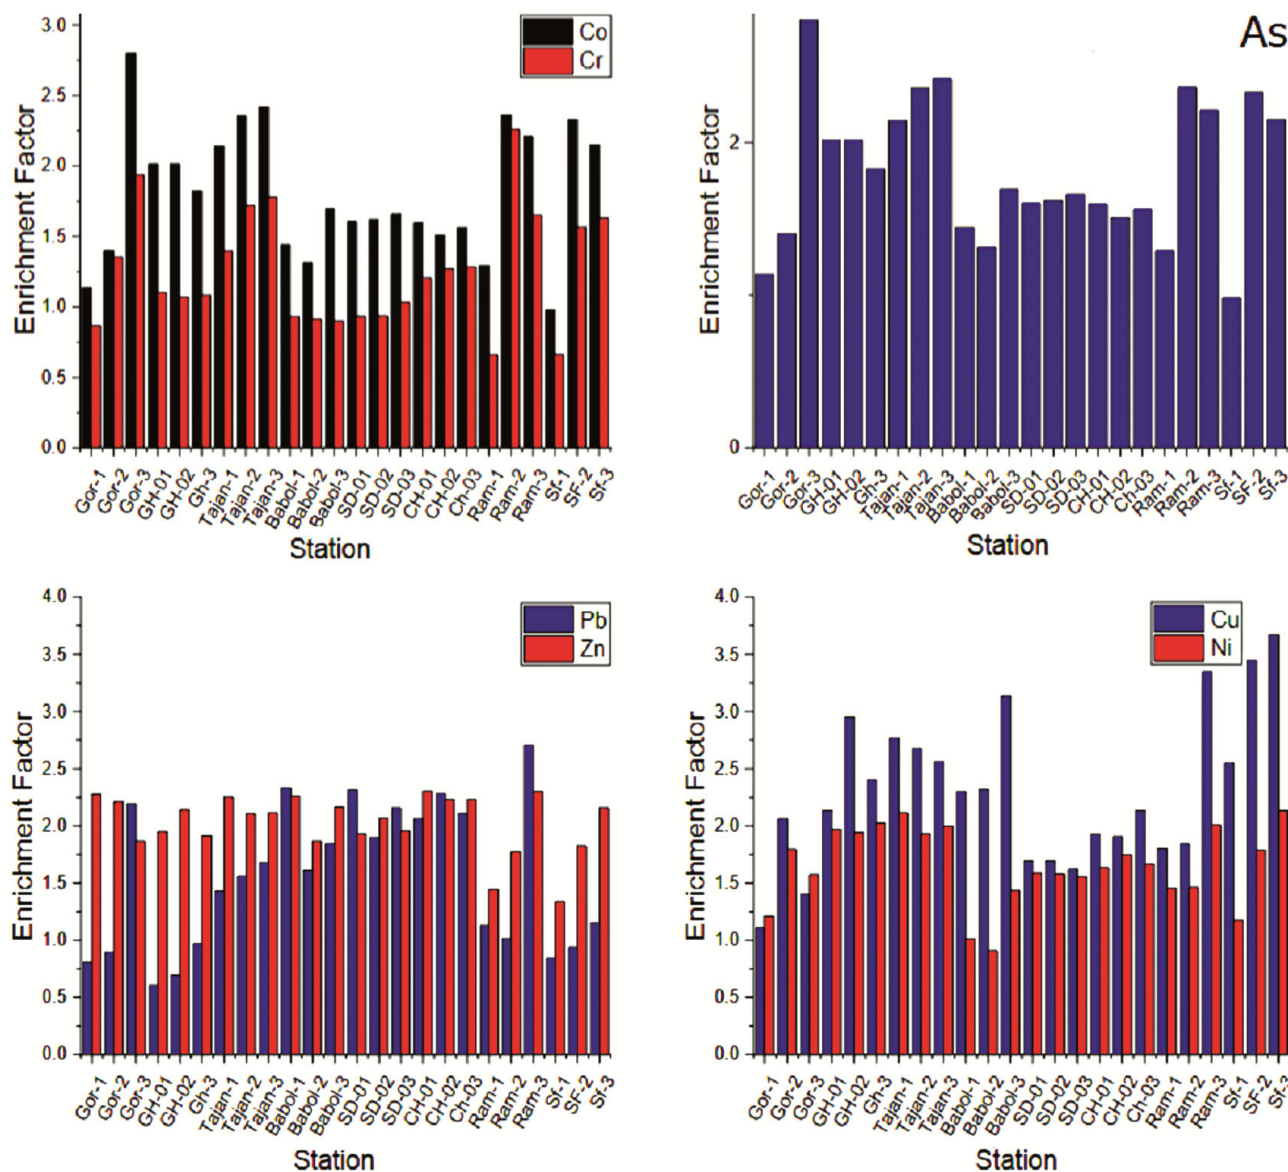 Co
Cr
Enrichment Factor
3.0
2.5
2.0
1.5
1.0
0.5
0.0
Gor-1 Gor-2 Gor-3 GH-01 GH-02 Gh-3 Tajan-1 Tajan-2 Tajan-3 Babol-1 Babol-2 Babol-3 SD-01 SD-02 SD-03 CH-01 CH-02 Ch-03 Ram-1 Ram-2 Ram-3 Sf-1 SF-2 Sf-3
Station
As
Enrichment Factor
2
0
Gor-1 Gor-2 Gor-3 GH-01 GH-02 Gh-3 Tajan-1 Tajan-2 Tajan-3 Babol-1 Babol-2 Babol-3 SD-01 SD-02 SD-03 CH-01 CH-02 Ch-03 Ram-1 Ram-2 Ram-3 Sf-1 SF-2 Sf-3
Station
Pb
Zn
Enrichment Factor
4.0
3.5
3.0
2.5
2.0
1.5
1.0
0.5
0.0
Gor-1 Gor-2 Gor-3 GH-01 GH-02 Gh-3 Tajan-1 Tajan-2 Tajan-3 Babol-1 Babol-2 Babol-3 SD-01 SD-02 SD-03 CH-01 CH-02 Ch-03 Ram-1 Ram-2 Ram-3 Sf-1 SF-2 Sf-3
Station
Cu
Ni
Enrichment Factor
4.0
3.5
3.0
2.5
2.0
1.5
1.0
0.5
0.0
Gor-1 Gor-2 Gor-3 GH-01 GH-02 Gh-3 Tajan-1 Tajan-2 Tajan-3 Babol-1 Babol-2 Babol-3 SD-01 SD-02 SD-03 CH-01 CH-02 Ch-03 Ram-1 Ram-2 Ram-3 Sf-1 SF-2 Sf-3
Station